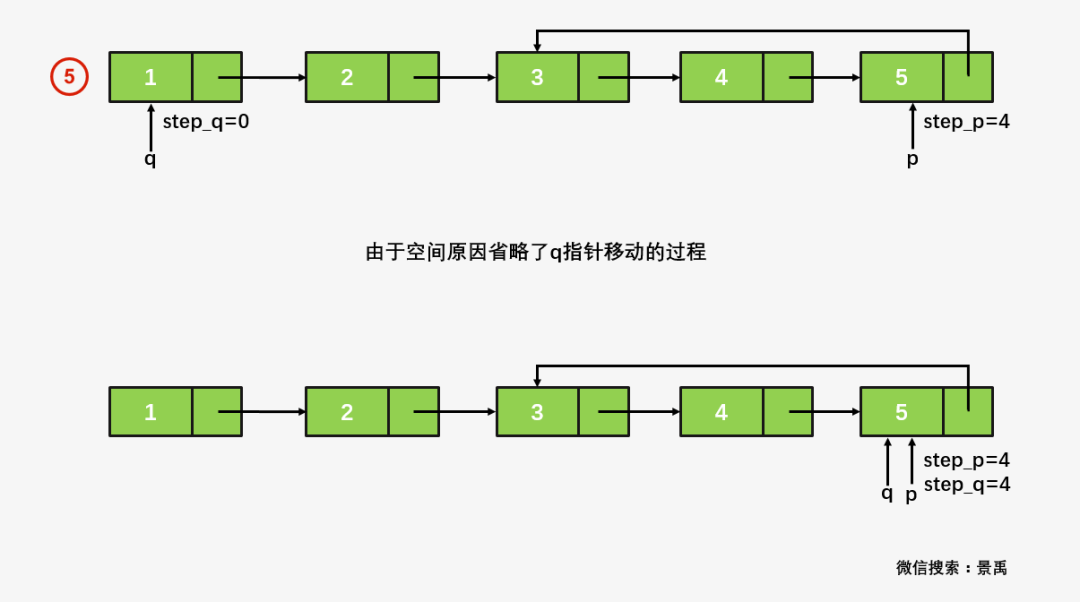 ⑤ 1 2 3 4 5
step_q=0 step_p=4
q p
由于空间原因省略了q指针移动的过程
1 2 3 4 5
step_p=4
q p step_q=4
微信搜索：景禹